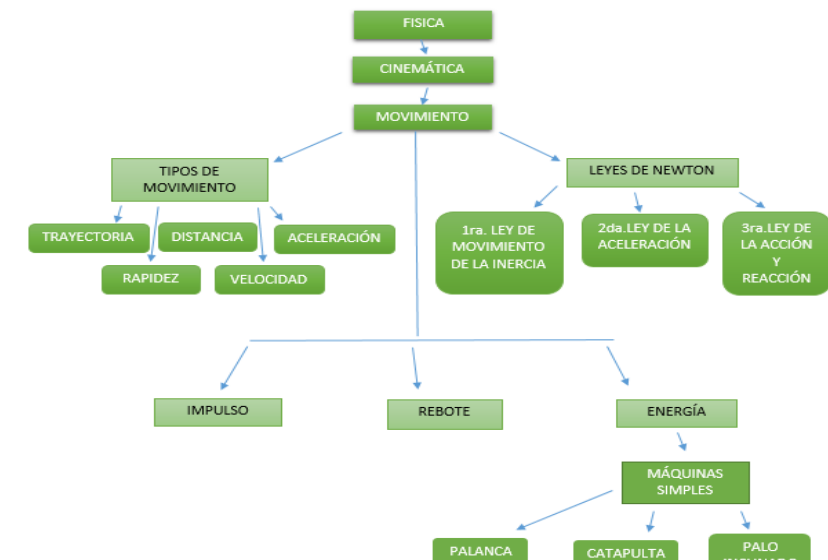 FISICA
CINEMÁTICA
MOVIMIENTO
TIPOS DE
MOVIMIENTO
LEYES DE NEWTON
TRAYECTORIA
DISTANCIA
ACELERACIÓN
RAPIDEZ
VELOCIDAD
1ra. LEY DE
MOVIMIENTO
DE LA INERCIA
2da.LEY DE LA
ACELERACIÓN
3ra.LEY DE
LA ACCIÓN
Y
REACCIÓN
IMPULSO
REBOTE
ENERGÍA
MÁQUINAS
SIMPLES
PALANCA
CATAPULTA
PALO